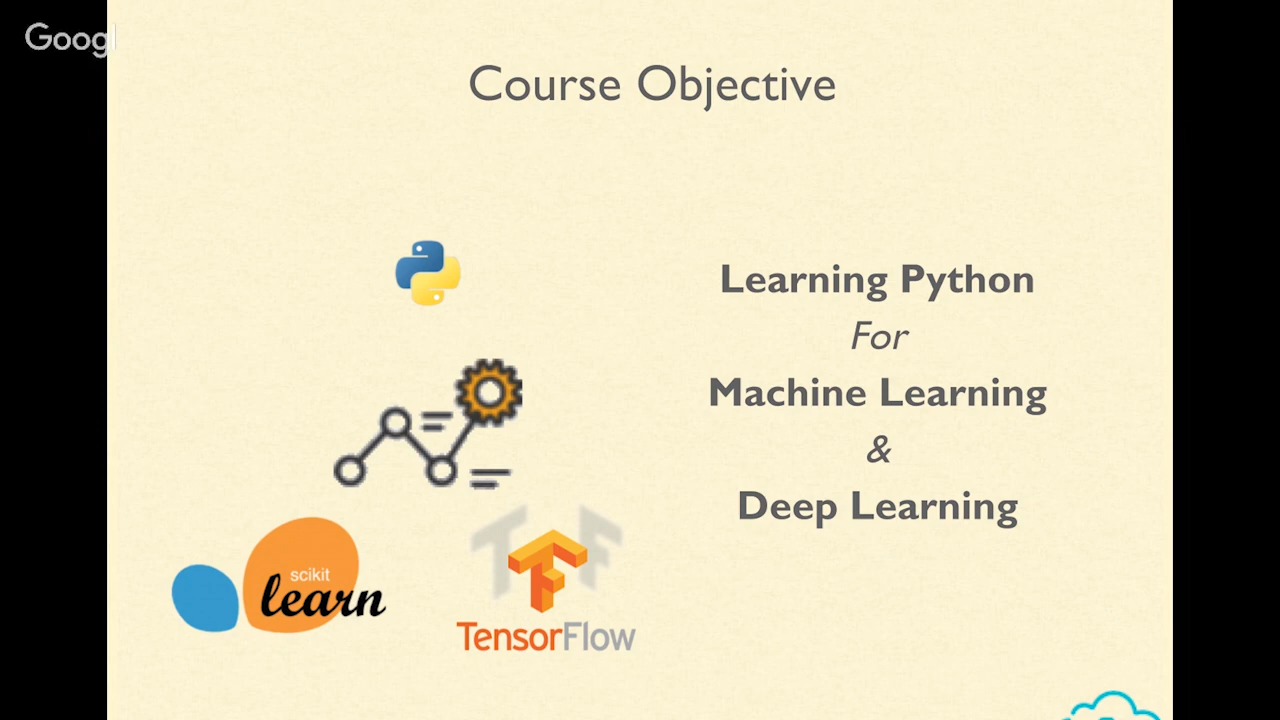 Googl
Course Objective
Learning Python
For
Machine Learning
&
Deep Learning
scikit
learn
TensorFlow